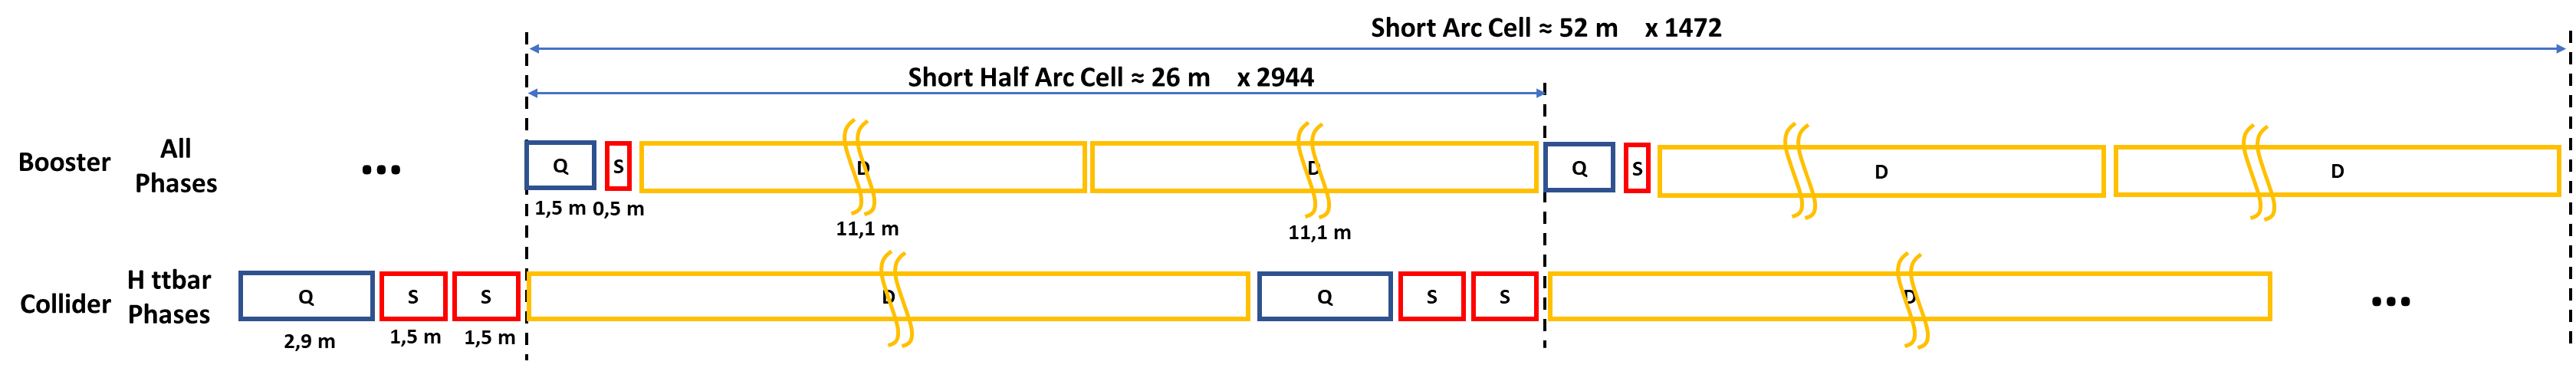 Short Arc Cell ≈ 52 m x 1472
Short Half Arc Cell ≈ 26 m x 2944
Booster
All
Phases
...
Q
S
D
D
Q
S
D
D
1,5 m
0,5 m
11,1 m
11,1 m
Collider
H ttbar
Phases
Q
S
S
D
Q
S
S
D
...
2,9 m
1,5 m
1,5 m